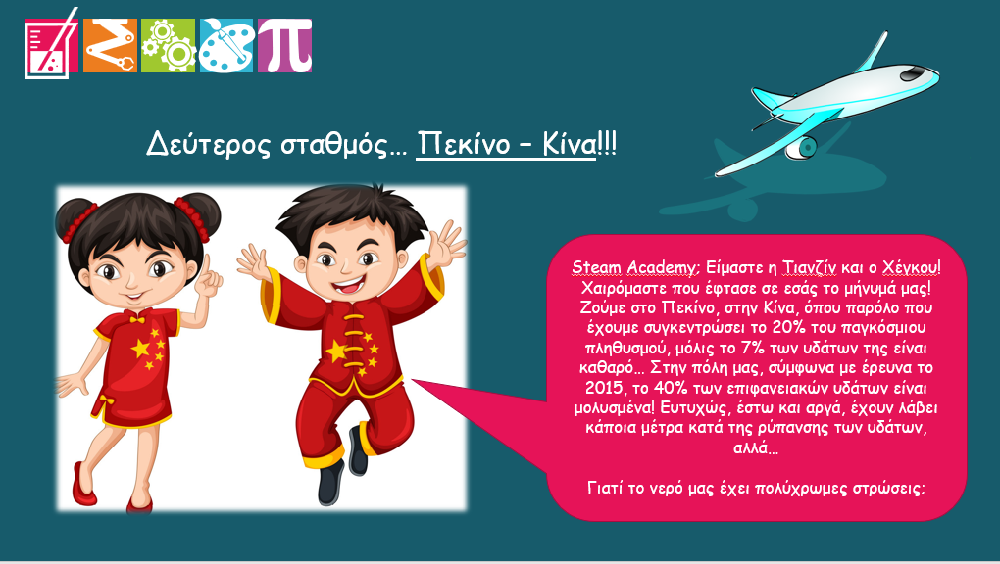 Δεύτερος σταθμός... Πεκίνο – Κίνα!!!
Steam Academy; Είμαστε η Τιανζίν και ο Χέγκου!
Χαιρόμαστε που έφτασε σε εσάς το μήνυμά μας!
Ζούμε στο Πεκίνο, στην Κίνα, όπου παρόλο που
έχουμε συγκεντρώσει το 20% του παγκόσμιου
πληθυσμού, μόλις το 7% των υδάτων της είναι
καθαρό... Στην πόλη μας, σύμφωνα με έρευνα το
2015, το 40% των επιφανειακών υδάτων είναι
μολυσμένα! Ευτυχώς, έστω και αργά, έχουν λάβει
κάποια μέτρα κατά της ρύπανσης των υδάτων,
αλλά...
Γιατί το νερό μας έχει πολύχρωμες στρώσεις;